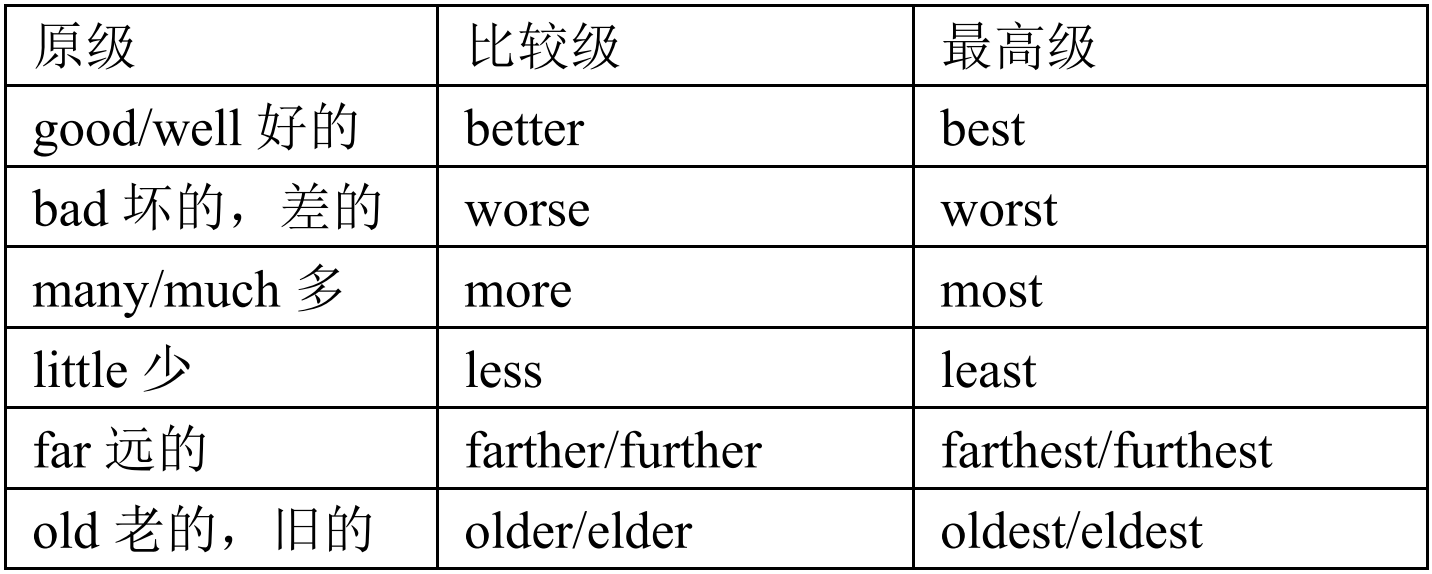 原级 比较级 最高级
good/well 好的 better best
bad 坏的，差的 worse worst
many/much 多 more most
little 少 less least
far 远的 farther/further farthest/furthest
old 老的，旧的 older/elder oldest/eldest